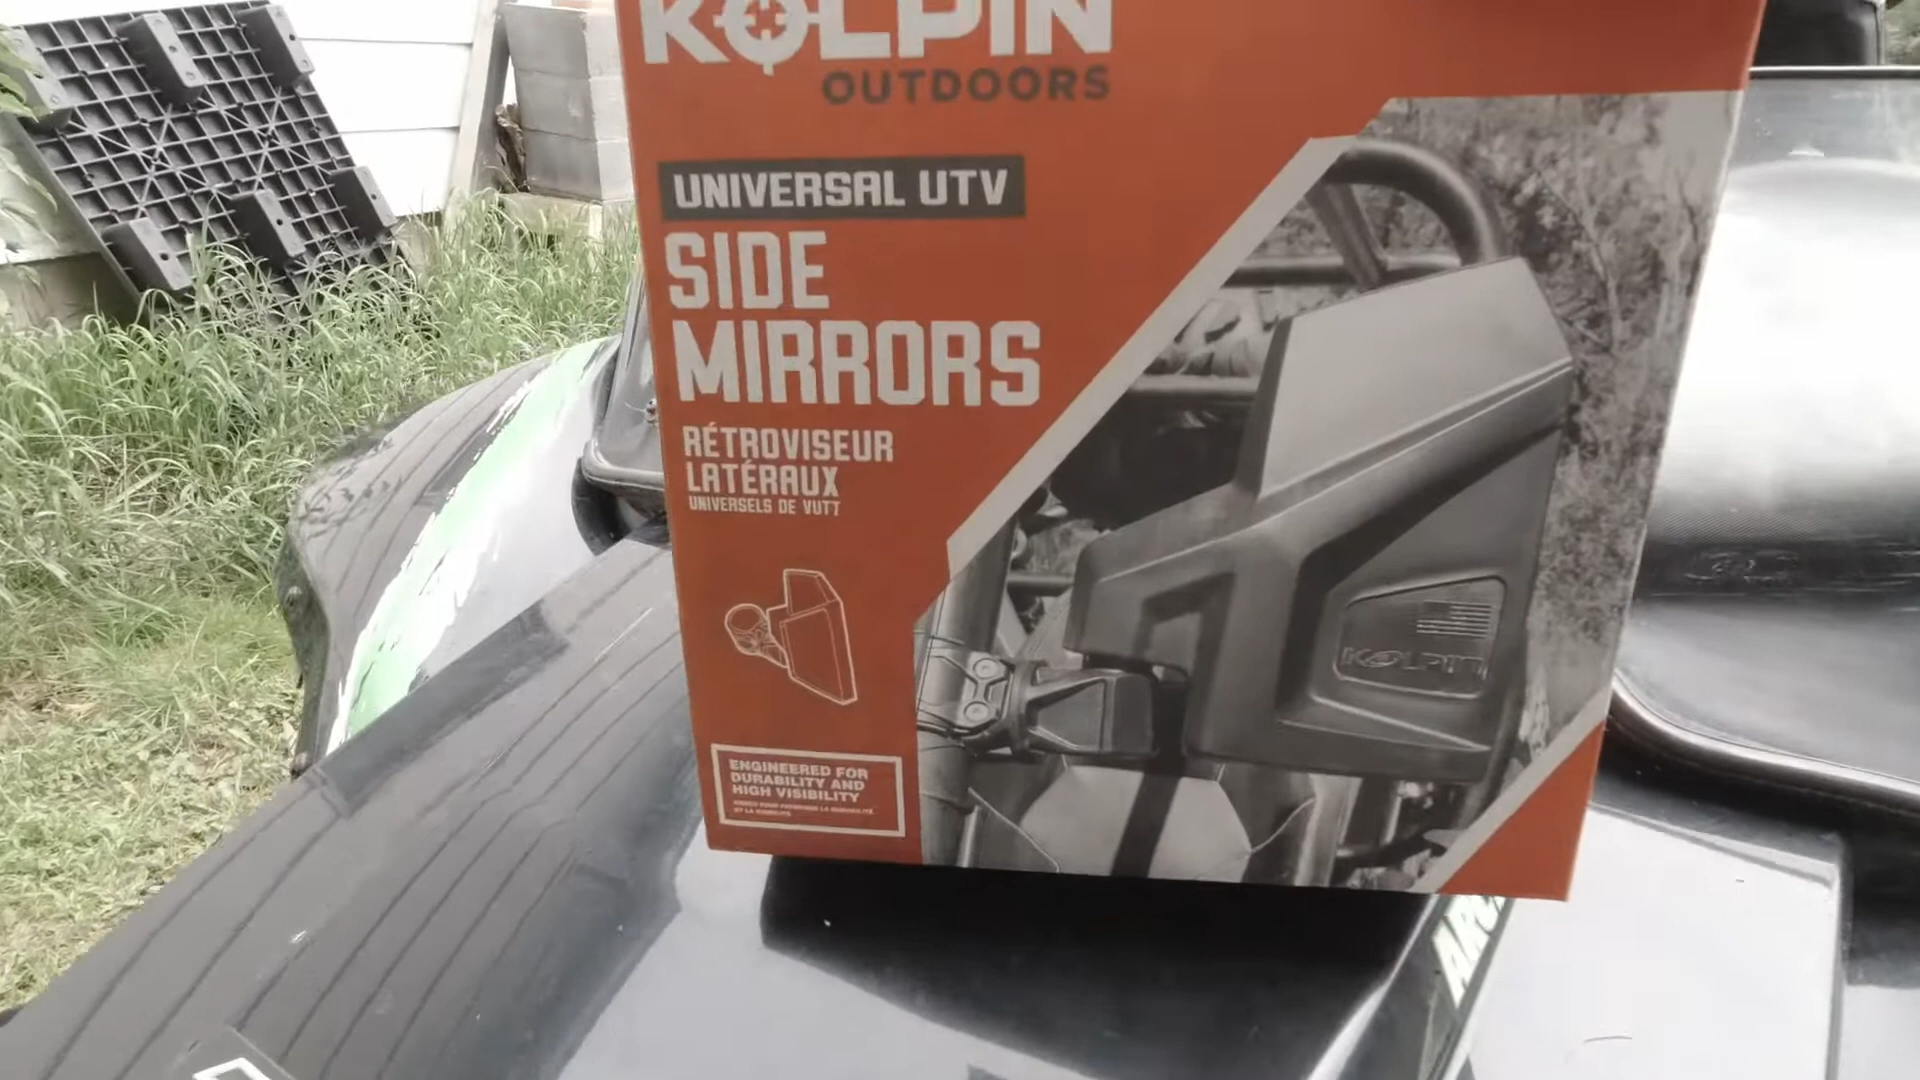 KOLPIN
OUTDOORS
UNIVERSAL UTV
SIDE
MIRRORS
RÉTROVISEUR
LATÉRAUX
UNIVERSELS DE VUTT
KOLPIN
ENGINEERED FOR
DURABILITY AND
HIGH VISIBILITY